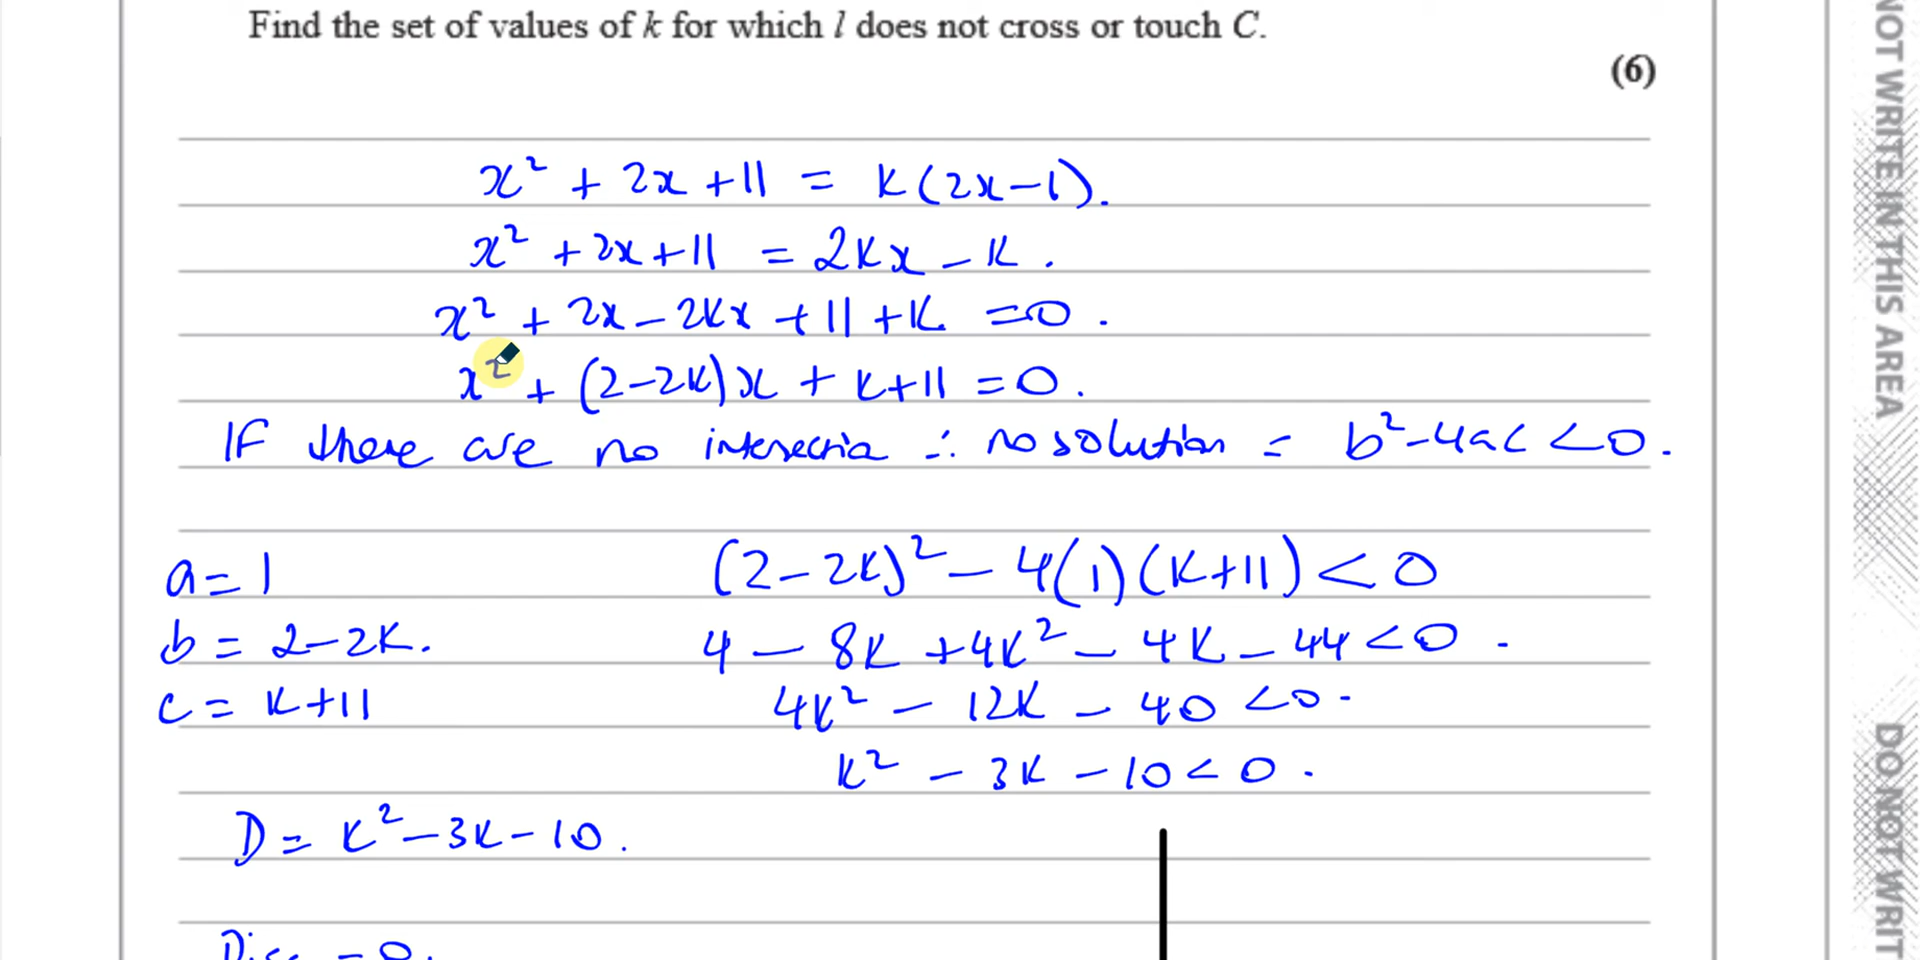 Find the set of values of k for which l does not cross or touch C.
(6)
x² + 2x + 11 = k(2x-1).
x² + 2x + 11 = 2kx - k.
x² + 2x - 2kx + 11 + k = 0.
x² + (2-2k)x + k+11 = 0.
IF there are no intersection ∴ no solution = b²-4ac < 0.
a = 1
(2-2k)² - 4(1)(k+11) < 0
b = 2-2k.
4 - 8k + 4k² - 4k - 44 < 0.
c = k+11
4k² - 12k - 40 < 0.
k² - 3k - 10 < 0.
D = k² - 3k - 10.
Disc = 0.
NOT WRITE IN THIS AREA
DO NOT WRIT